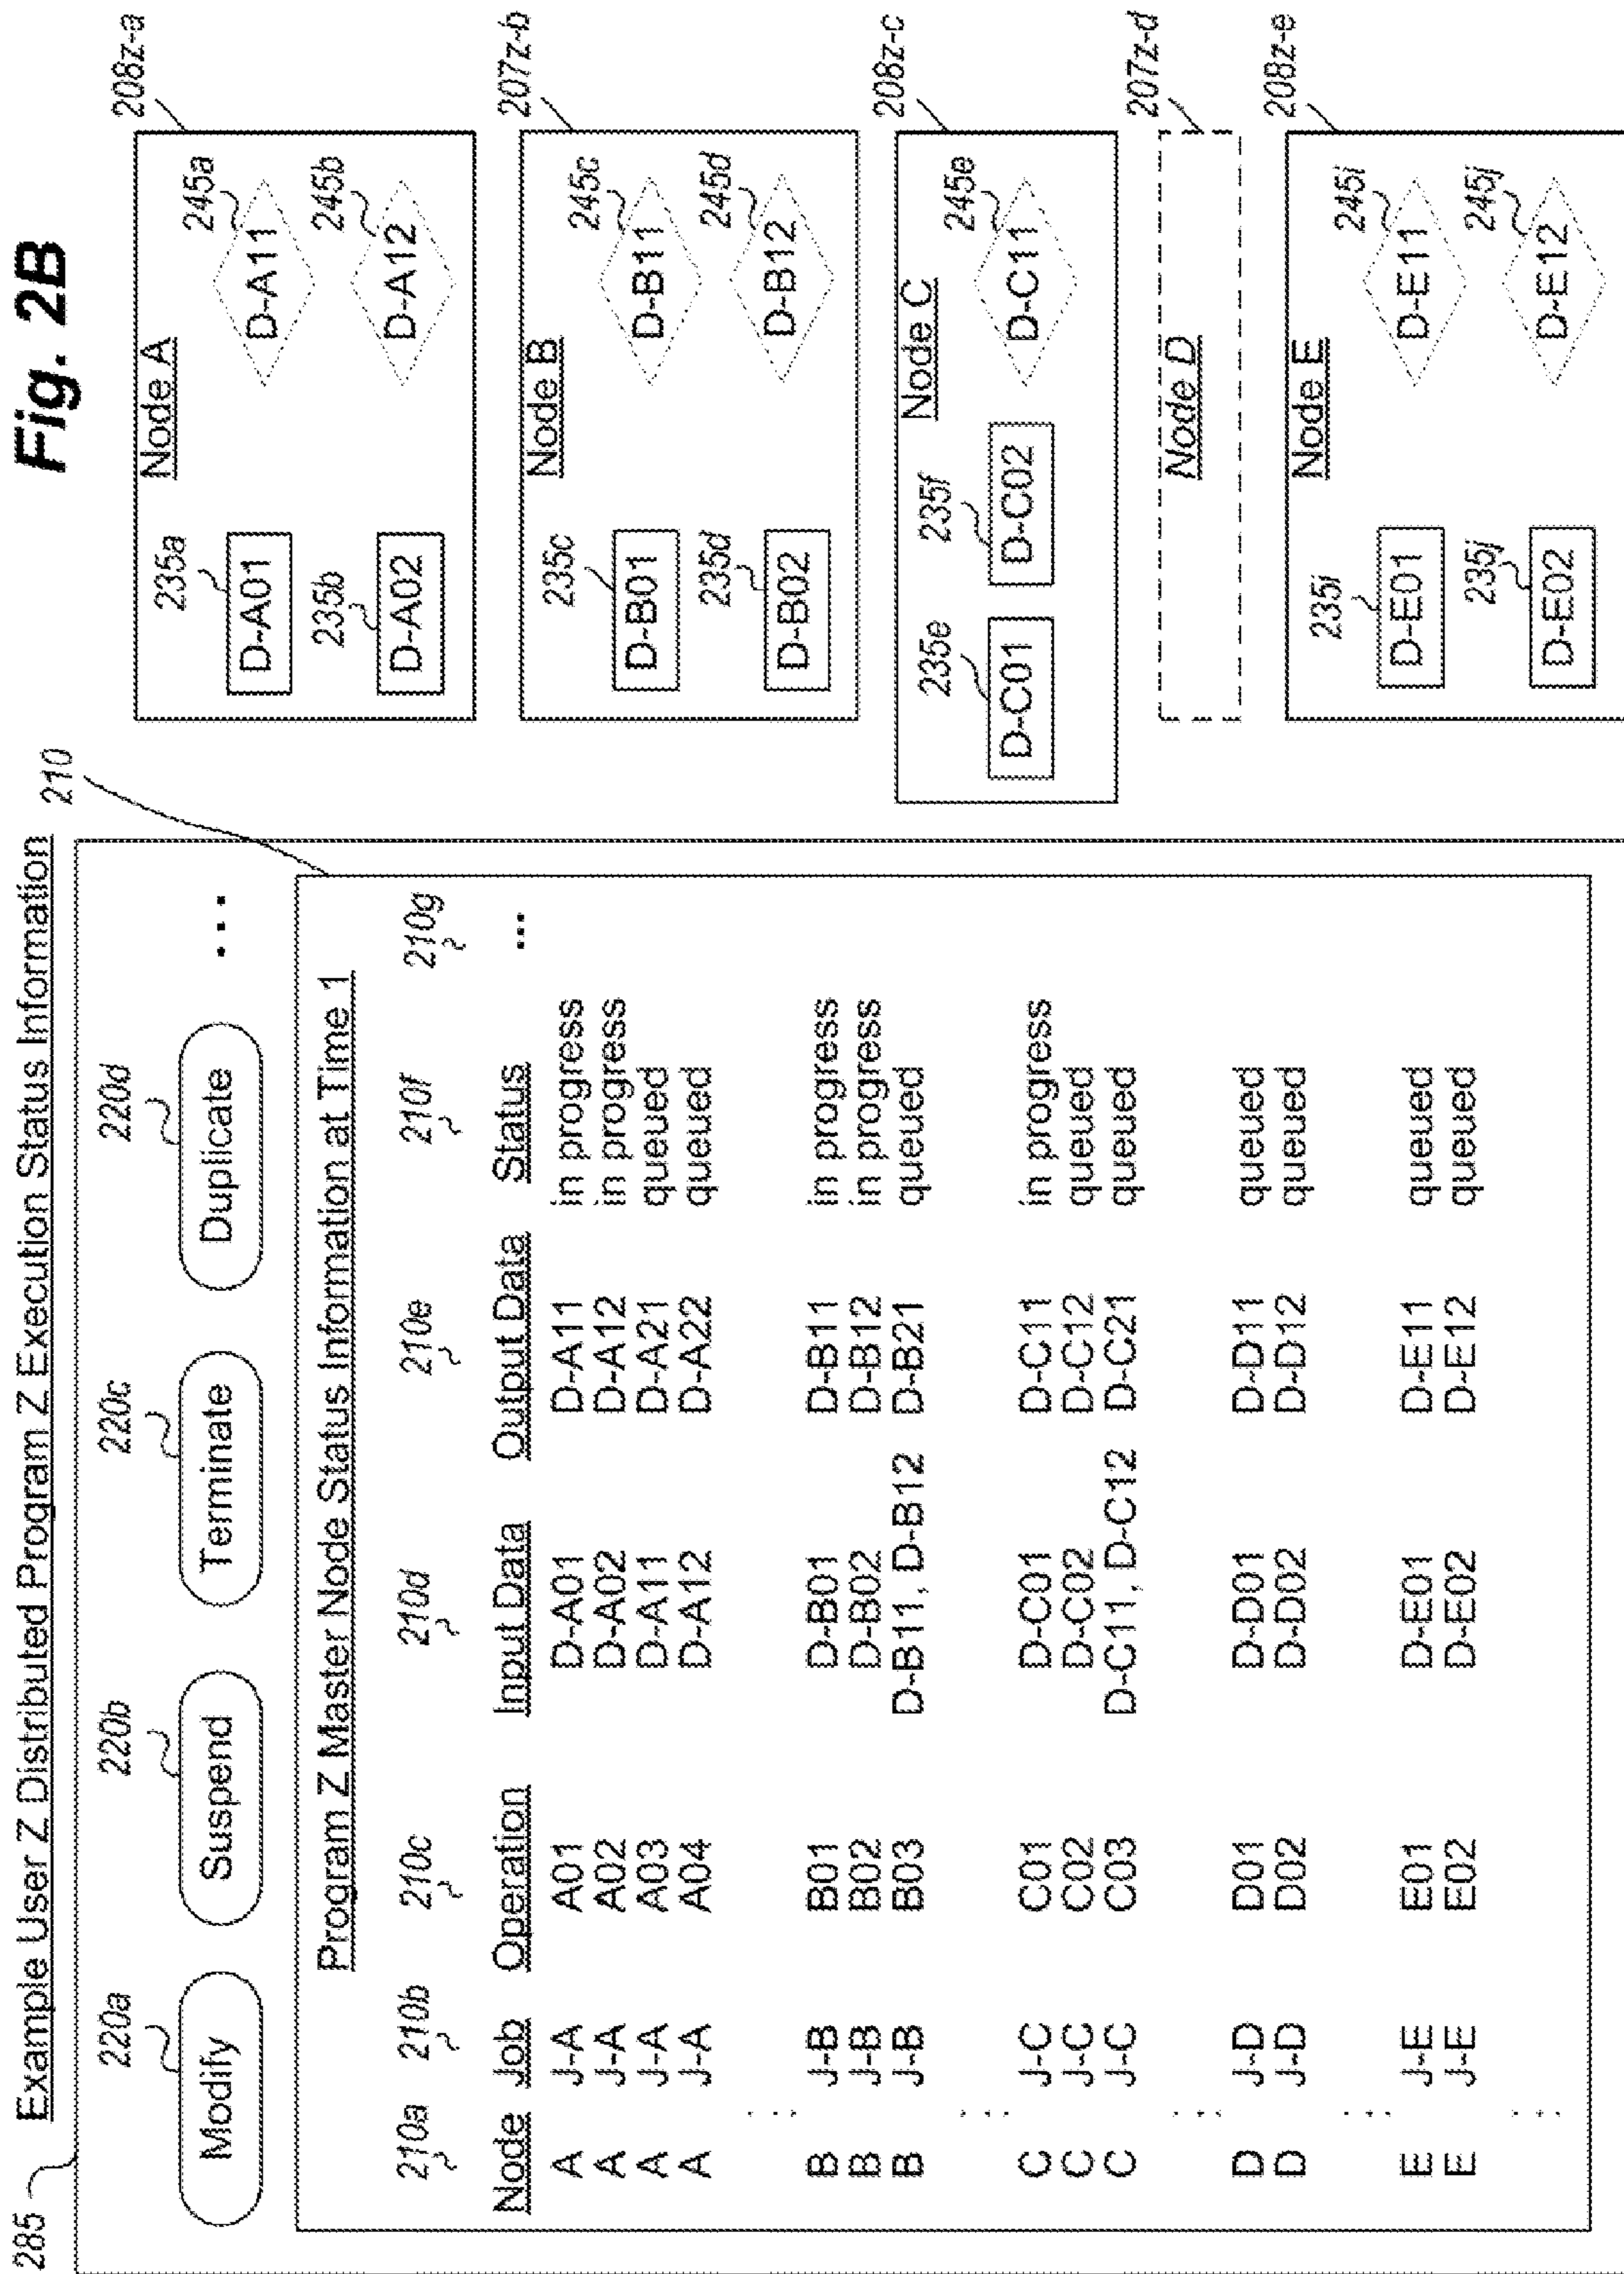 Fig. 2B
285
Example User Z Distributed Program Z Execution Status Information
220a
220b
220c
220d
210
Modify
Suspend
Terminate
Duplicate
...
Program Z Master Node Status Information at Time 1
210a
210b
210c
210d
210e
210f
210g
Node Job Operation Input Data Output Data Status ...
A J-A A01 D-A01 D-A11 in progress
A J-A A02 D-A02 D-A12 in progress
A J-A A03 D-A11 D-A21 queued
A J-A A04 D-A12 D-A22 queued
B J-B B01 D-B01 D-B11 in progress
B J-B B02 D-B02 D-B12 in progress
B J-B B03 D-B11, D-B12 D-B21 queued
C J-C C01 D-C01 D-C11 in progress
C J-C C02 D-C02 D-C12 queued
C J-C C03 D-C11, D-C12 D-C21 queued
D J-D D01 D-D01 D-D11 queued
D J-D D02 D-D02 D-D12 queued
E J-E E01 D-E01 D-E11 queued
E J-E E02 D-E02 D-E12 queued
208z-a
Node A
235a
245a
D-A01
D-A11
235b
245b
D-A02
D-A12
207z-b
Node B
235c
245c
D-B01
D-B11
235d
245d
D-B02
D-B12
208z-c
Node C
235e
235f
245e
D-C01
D-C02
D-C11
207z-d
Node D
208z-e
Node E
235i
245i
D-E01
D-E11
235j
245j
D-E02
D-E12